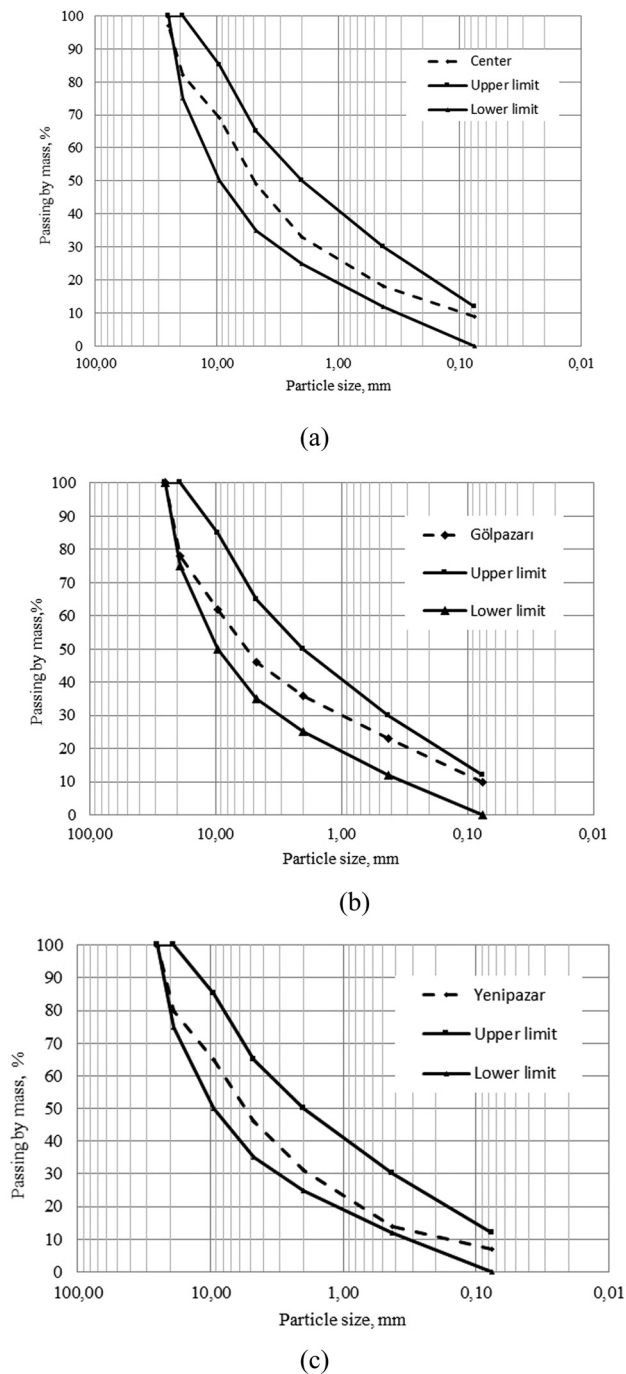 100
90
80
70
60
50
40
30
20
10
0
Passing by mass, %
Center
Upper limit
Lower limit
100,00 10,00 1,00 0,10 0,01
Particle size, mm
(a)
100
90
80
70
60
50
40
30
20
10
0
Passing by mass,%
Gölpazarı
Upper limit
Lower limit
100,00 10,00 1,00 0,10 0,01
Particle size, mm
(b)
100
90
80
70
60
50
40
30
20
10
0
Passing by mass, %
Yenipazar
Upper limit
Lower limit
100,00 10,00 1,00 0,10 0,01
Particle size, mm
(c)